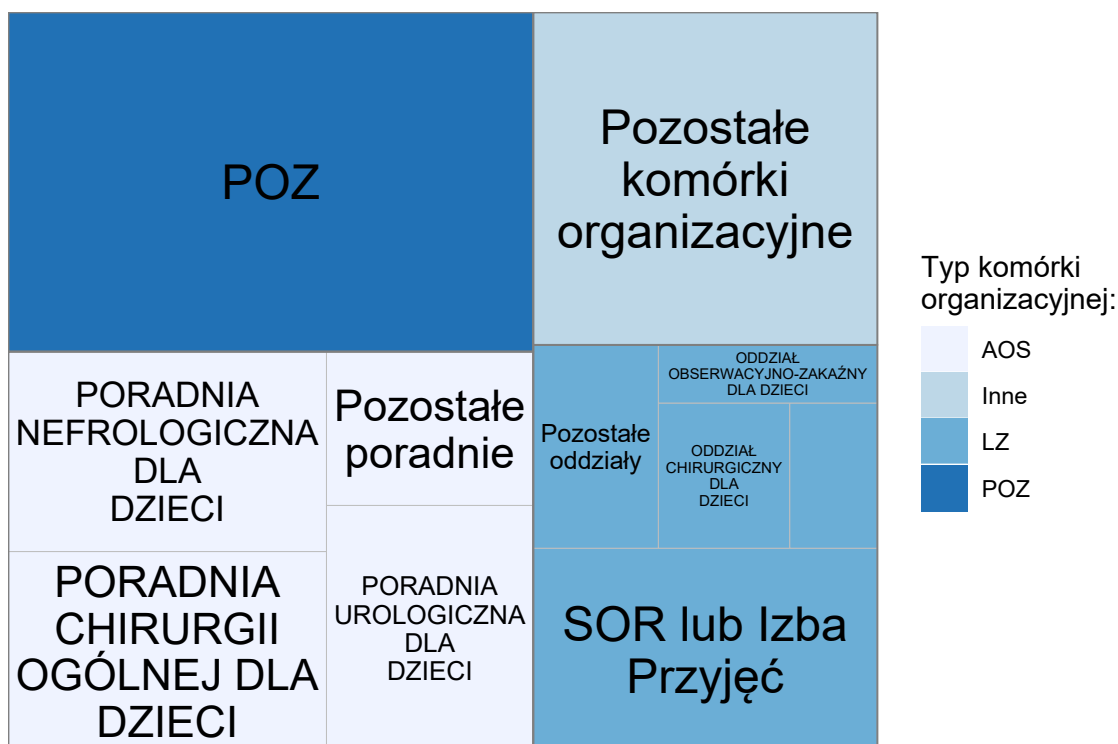 POZ
Pozostałe
komórki
organizacyjne
PORADNIA
NEFROLOGICZNA
DLA
DZIECI
Pozostałe
poradnie
PORADNIA
CHIRURGII
OGÓLNEJ DLA
DZIECI
PORADNIA
UROLOGICZNA
DLA
DZIECI
Pozostałe
oddziały
ODDZIAŁ
OBSERWACYJNO-ZAKAŹNY
DLA DZIECI
ODDZIAŁ
CHIRURGICZNY
DLA
DZIECI
SOR lub Izba
Przyjęć
Typ komórki
organizacyjnej:
AOS
Inne
LZ
POZ